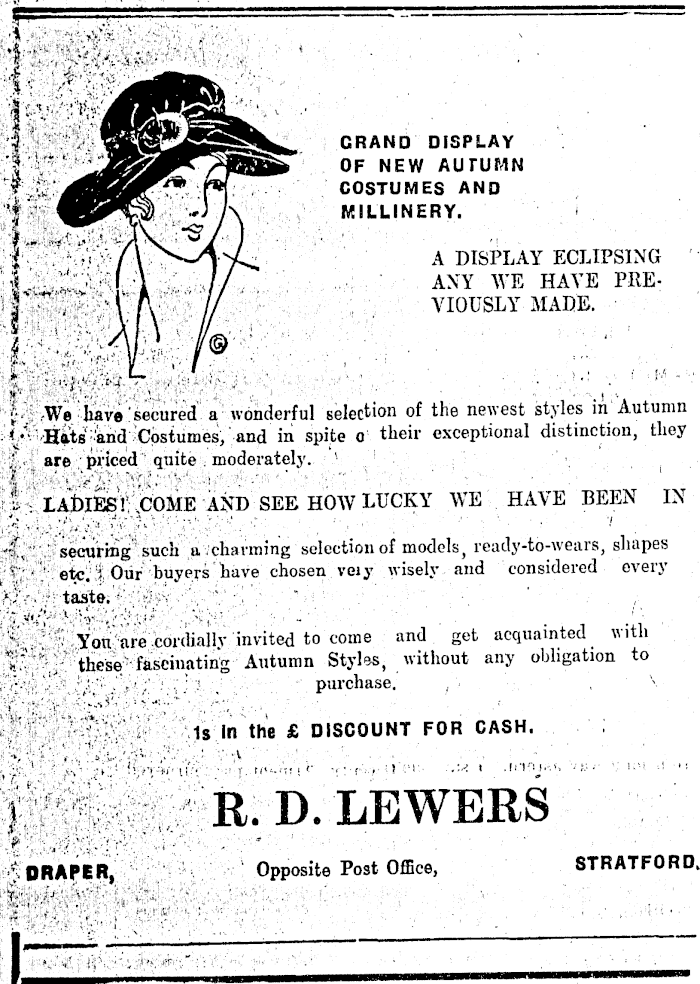 GRAND DISPLAY
OF NEW AUTUMN
COSTUMES AND
MILLINERY.
A DISPLAY ECLIPSING
ANY WE HAVE PRE-
VIOUSLY MADE.
G
We have secured a wonderful selection of the newest styles in Autumn
Hats and Costumes, and in spite o their exceptional distinction, they
are priced quite moderately.
LADIES! COME AND SEE HOW LUCKY WE HAVE BEEN IN
securing such a charming selection of models, ready-to-wears, shapes
etc. Our buyers have chosen very wisely and considered every
taste.
You are cordially invited to come and get acquainted with
these fascinating Autumn Styles, without any obligation to
purchase.
1s in the £ DISCOUNT FOR CASH.
R. D. LEWERS
DRAPER, Opposite Post Office, STRATFORD.